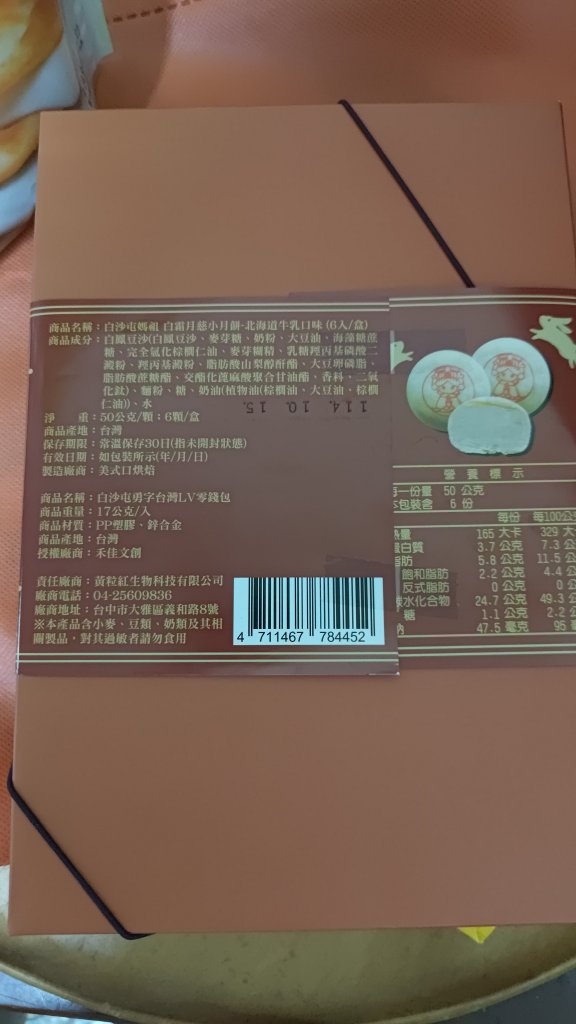 商品名稱：白沙屯媽祖 白霜月慈小月餅-北海道牛乳口味 (6入/盒)
商品成分：白鳳豆沙(白鳳豆沙、麥芽糖、奶粉、大豆油、海藻糖蔗
糖、完全氫化棕櫚仁油、麥芽糊精、乳糖羥丙基磷酸二
澱粉、羥丙基澱粉、脂肪酸山梨醇酐酯、大豆卵磷脂、
脂肪酸蔗糖酯、交酯化蓖麻酸聚合甘油酯、香料、二氧
化鈦)、麵粉、糖、奶油(植物油(棕櫚油、大豆油、棕櫚
仁油))、水
114. 10. 15.
淨　　重：50公克/顆；6顆/盒
商品產地：台灣
保存期限：常溫保存30日(指未開封狀態)
有效日期：如包裝所示(年/月/日)
製造廠商：美式口烘焙
商品名稱：白沙屯勇字台灣LV零錢包
商品重量：17公克/入
商品材質：PP塑膠、鋅合金
商品產地：台灣
授權廠商：禾佳文創
責任廠商：黃粒紅生物科技有限公司
廠商電話：04-25609836
廠商地址：台中市大雅區義和路8號
※本產品含小麥、豆類、奶類及其相
關製品，對其過敏者請勿食用
4 711467 784452
營養標示
一份量 50 公克
本包裝含 6 份
每份 每100公
熱量 165 大卡 329 大
蛋白質 3.7 公克 7.3 公
脂肪 5.8 公克 11.5 公
飽和脂肪 2.2 公克 4.4 公
反式脂肪 0 公克 0 公
碳水化合物 24.7 公克 49.3 公
糖 1.1 公克 2.2 公
鈉 47.5 毫克 95 毫